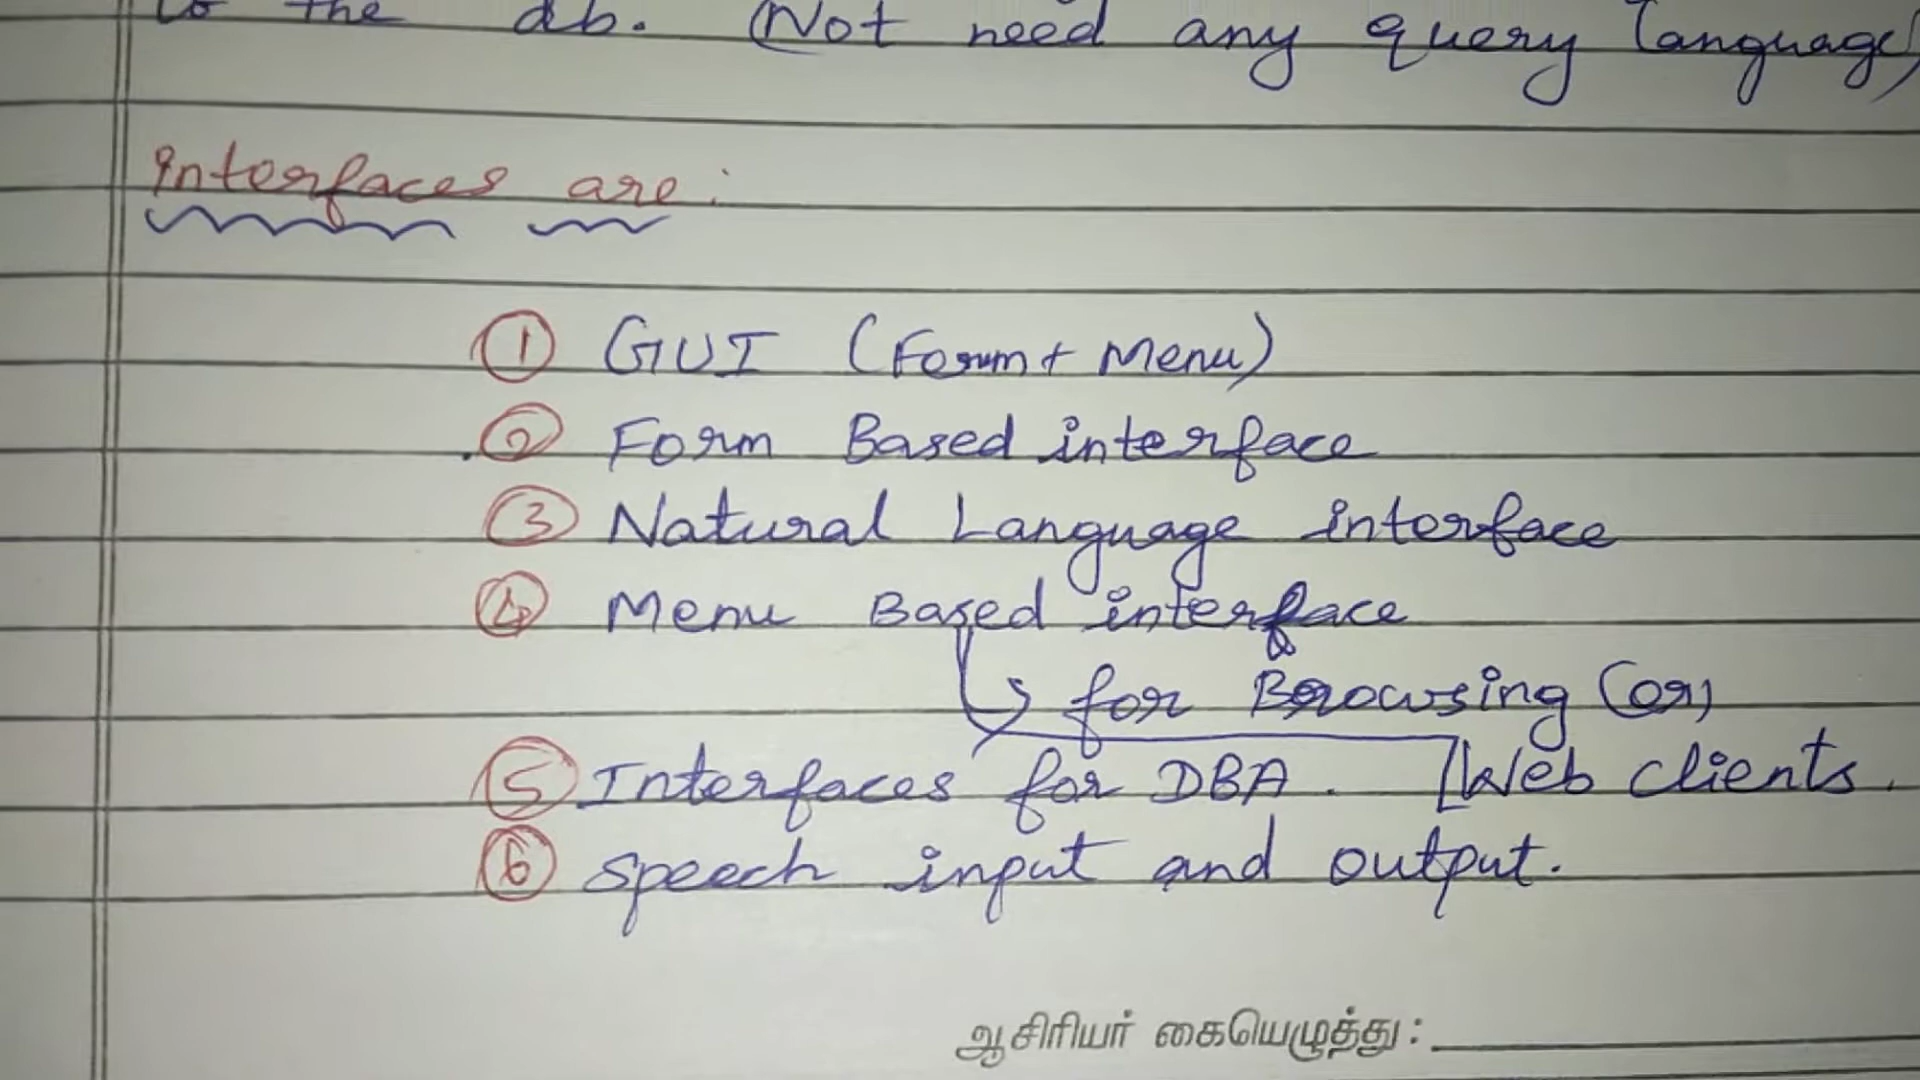 to the db. (Not need any query language)
Interfaces are:
① GUI (Form + Menu)
② Form Based interface
③ Natural Language interface
④ Menu Based interface
→ for Browsing (or)
⑤ Interfaces for DBA. [Web clients.
⑥ speech input and output.
ஆசிரியர் கையெழுத்து :